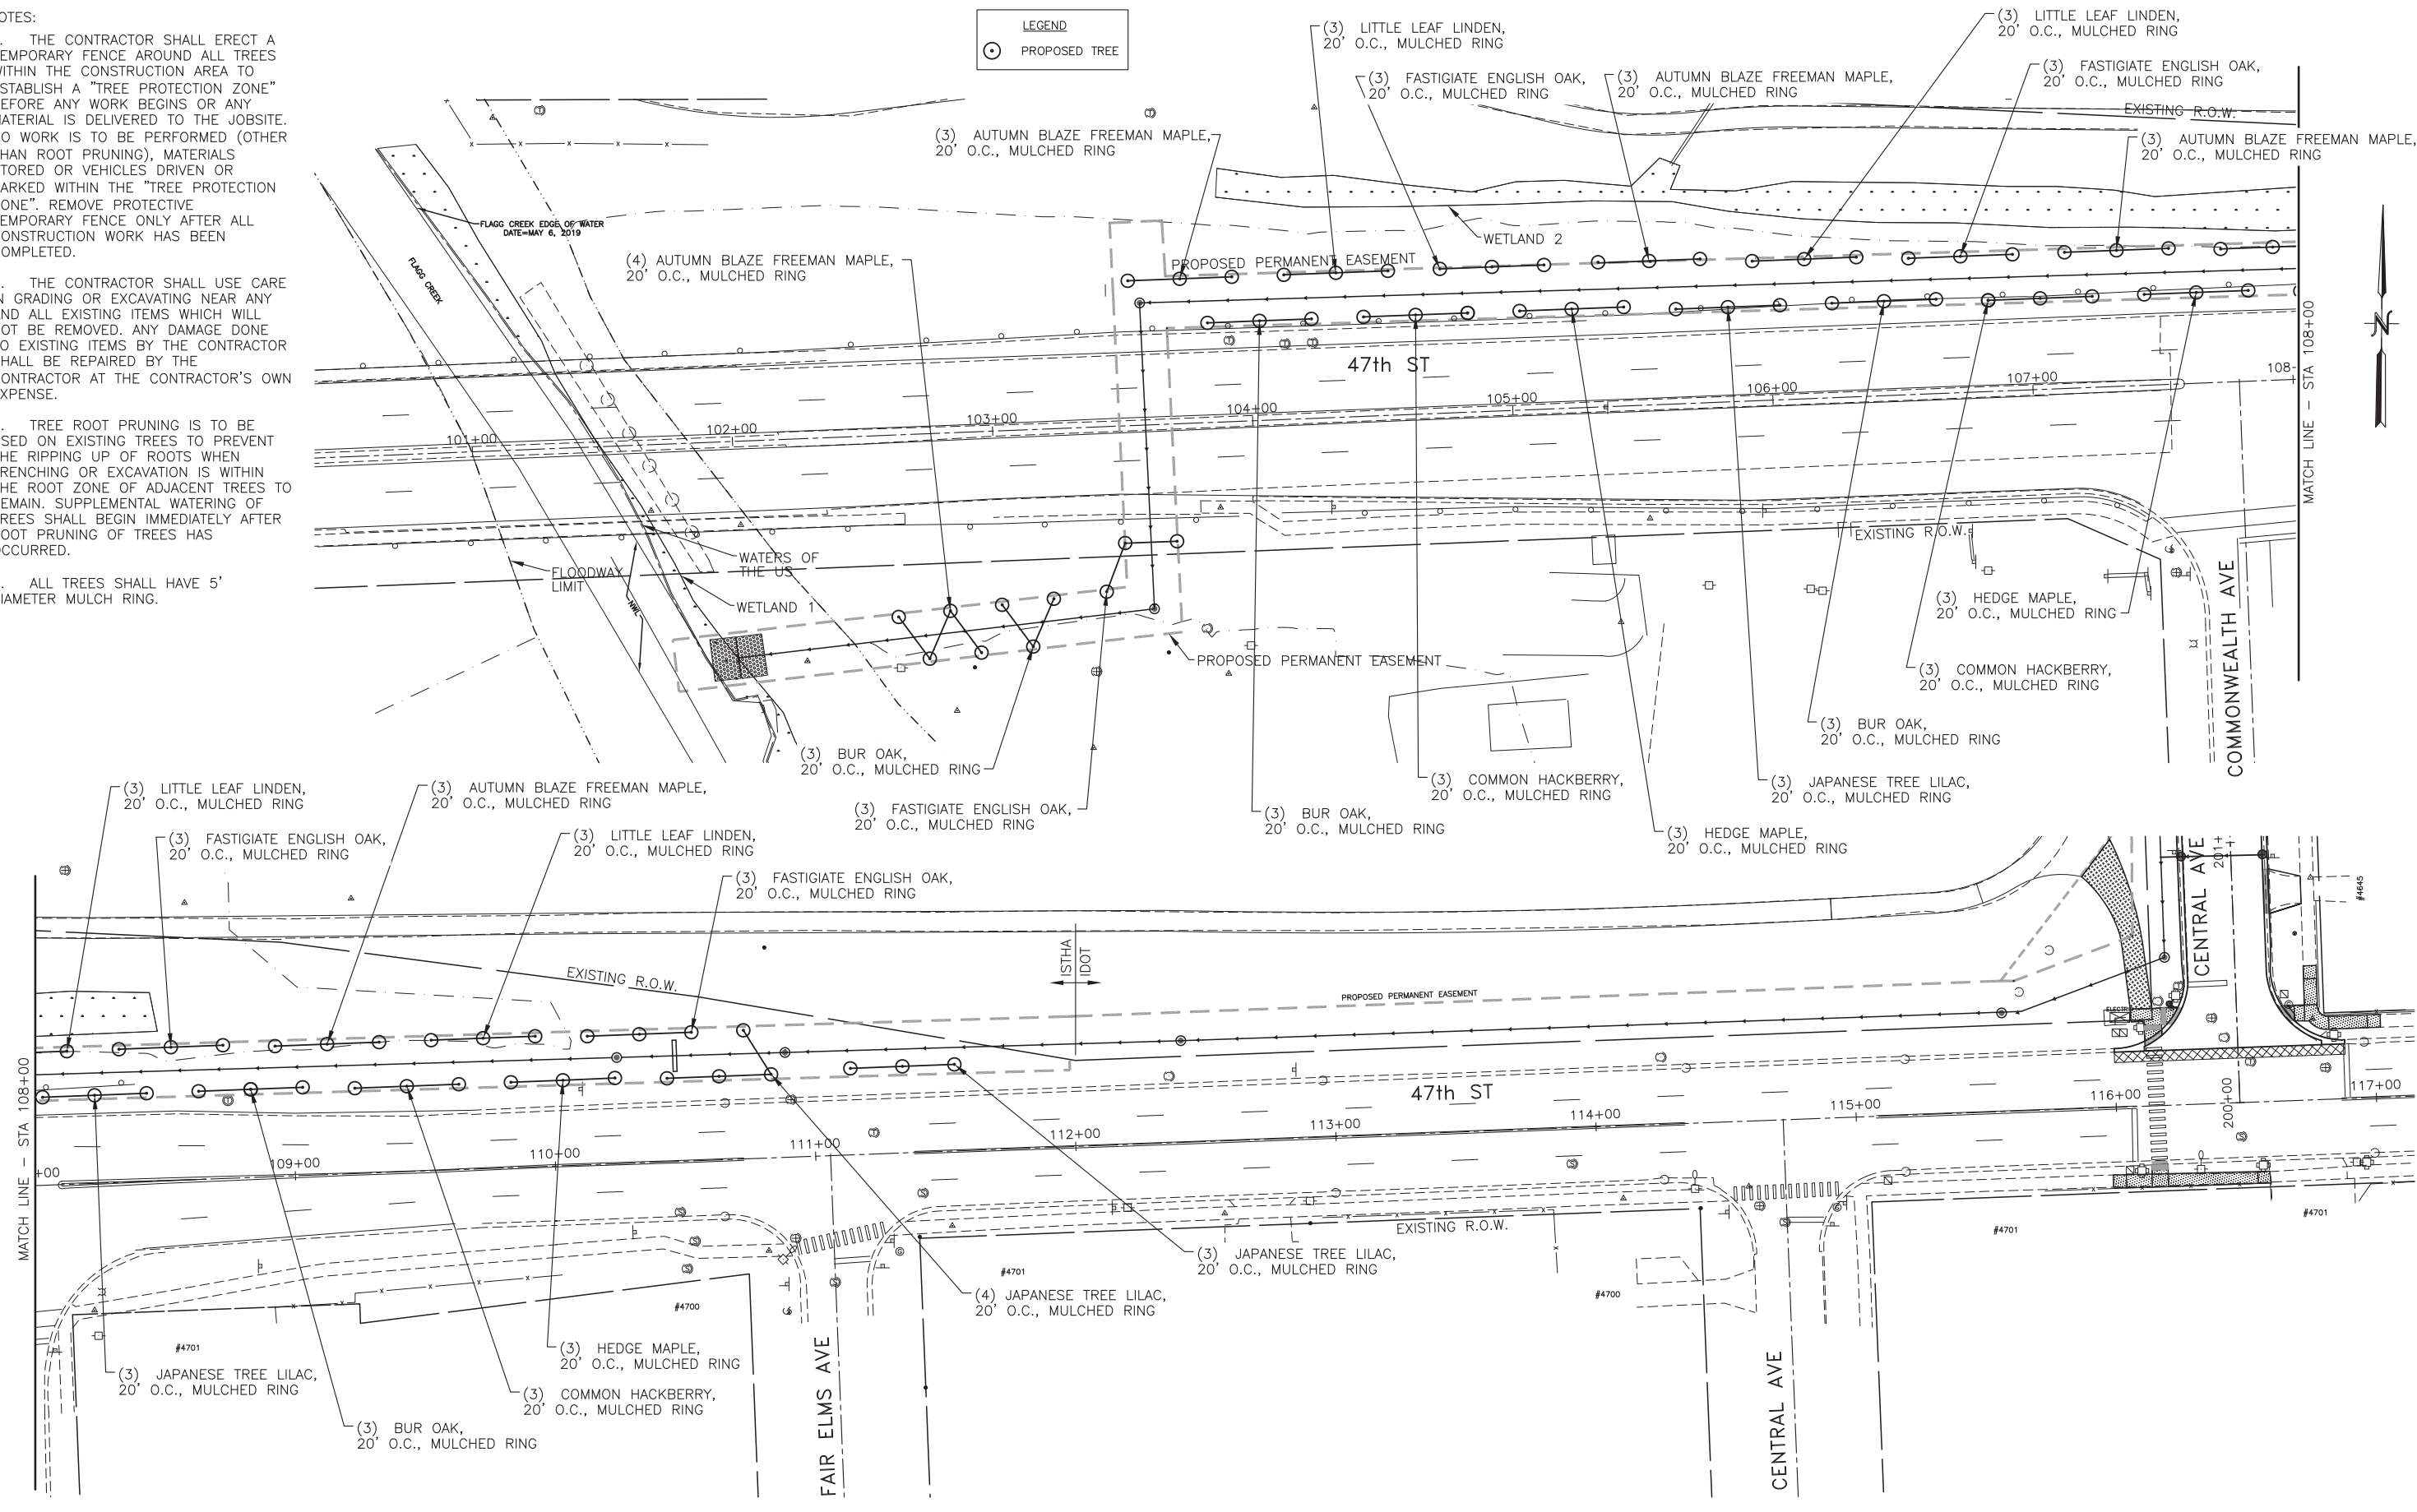 OTES:
. THE CONTRACTOR SHALL ERECT A
EMPORARY FENCE AROUND ALL TREES
ITHIN THE CONSTRUCTION AREA TO
STABLISH A "TREE PROTECTION ZONE"
EFORE ANY WORK BEGINS OR ANY
ATERIAL IS DELIVERED TO THE JOBSITE.
O WORK IS TO BE PERFORMED (OTHER
HAN ROOT PRUNING), MATERIALS
TORED OR VEHICLES DRIVEN OR
ARKED WITHIN THE "TREE PROTECTION
ONE". REMOVE PROTECTIVE
EMPORARY FENCE ONLY AFTER ALL
ONSTRUCTION WORK HAS BEEN
OMPLETED.
. THE CONTRACTOR SHALL USE CARE
N GRADING OR EXCAVATING NEAR ANY
ND ALL EXISTING ITEMS WHICH WILL
OT BE REMOVED. ANY DAMAGE DONE
O EXISTING ITEMS BY THE CONTRACTOR
HALL BE REPAIRED BY THE
ONTRACTOR AT THE CONTRACTOR'S OWN
XPENSE.
. TREE ROOT PRUNING IS TO BE
SED ON EXISTING TREES TO PREVENT
HE RIPPING UP OF ROOTS WHEN
RENCHING OR EXCAVATION IS WITHIN
HE ROOT ZONE OF ADJACENT TREES TO
EMAIN. SUPPLEMENTAL WATERING OF
REES SHALL BEGIN IMMEDIATELY AFTER
OOT PRUNING OF TREES HAS
CCURRED.
. ALL TREES SHALL HAVE 5'
IAMETER MULCH RING.
LEGEND
PROPOSED TREE
(3) LITTLE LEAF LINDEN,
20' O.C., MULCHED RING
(3) LITTLE LEAF LINDEN,
20' O.C., MULCHED RING
(3) FASTIGIATE ENGLISH OAK,
20' O.C., MULCHED RING
(3) AUTUMN BLAZE FREEMAN MAPLE,
20' O.C., MULCHED RING
(3) FASTIGIATE ENGLISH OAK,
20' O.C., MULCHED RING
EXISTING R.O.W.
(3) AUTUMN BLAZE FREEMAN MAPLE,
20' O.C., MULCHED RING
(3) AUTUMN BLAZE FREEMAN MAPLE,
20' O.C., MULCHED RING
FLAGG CREEK EDGE OF WATER
DATE=MAY 6, 2019
FLAGG CREEK
WETLAND 2
(4) AUTUMN BLAZE FREEMAN MAPLE,
20' O.C., MULCHED RING
PROPOSED PERMANENT EASEMENT
N
47th ST
101+00
102+00
103+00
104+00
105+00
106+00
107+00
108-
MATCH LINE - STA 108+00
FLOODWAY
LIMIT
WATERS OF
THE US
NWL
WETLAND 1
EXISTING R.O.W.
PROPOSED PERMANENT EASEMENT
COMMONWEALTH AVE
(3) HEDGE MAPLE,
20' O.C., MULCHED RING
(3) COMMON HACKBERRY,
20' O.C., MULCHED RING
(3) BUR OAK,
20' O.C., MULCHED RING
(3) BUR OAK,
20' O.C., MULCHED RING
(3) FASTIGIATE ENGLISH OAK,
20' O.C., MULCHED RING
(3) BUR OAK,
20' O.C., MULCHED RING
(3) COMMON HACKBERRY,
20' O.C., MULCHED RING
(3) JAPANESE TREE LILAC,
20' O.C., MULCHED RING
(3) HEDGE MAPLE,
20' O.C., MULCHED RING
(3) LITTLE LEAF LINDEN,
20' O.C., MULCHED RING
(3) AUTUMN BLAZE FREEMAN MAPLE,
20' O.C., MULCHED RING
(3) FASTIGIATE ENGLISH OAK,
20' O.C., MULCHED RING
(3) LITTLE LEAF LINDEN,
20' O.C., MULCHED RING
(3) FASTIGIATE ENGLISH OAK,
20' O.C., MULCHED RING
EXISTING R.O.W.
ISTHA
IDOT
PROPOSED PERMANENT EASEMENT
CENTRAL AVE
201+
#4645
47th ST
MATCH LINE - STA 108+00
+00
109+00
110+00
111+00
112+00
113+00
114+00
115+00
116+00
117+00
200+00
EXISTING R.O.W.
#4701
#4700
#4701
#4700
#4701
#4701
(3) JAPANESE TREE LILAC,
20' O.C., MULCHED RING
(4) JAPANESE TREE LILAC,
20' O.C., MULCHED RING
(3) HEDGE MAPLE,
20' O.C., MULCHED RING
(3) JAPANESE TREE LILAC,
20' O.C., MULCHED RING
(3) COMMON HACKBERRY,
20' O.C., MULCHED RING
(3) BUR OAK,
20' O.C., MULCHED RING
FAIR ELMS AVE
CENTRAL AVE